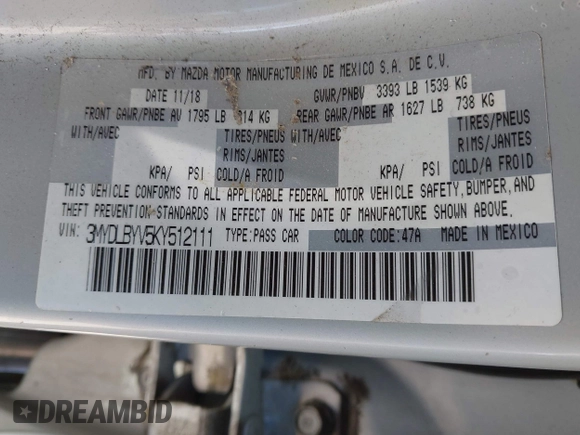 MFD. BY MAZDA MOTOR MANUFACTURING DE MEXICO S.A. DE C.V.
DATE 11/18 GVWR/PNBV 3393 LB 1539 KG
FRONT GAWR/PNBE AV 1795 LB 814 KG REAR GAWR/PNBE AR 1627 LB 738 KG
WITH/AVEC TIRES/PNEUS WITH/AVEC TIRES/PNEUS
RIMS/JANTES RIMS/JANTES
KPA/ PSI COLD/A FROID KPA/ PSI COLD/A FROID
THIS VEHICLE CONFORMS TO ALL APPLICABLE FEDERAL MOTOR VEHICLE SAFETY, BUMPER, AND
THEFT PREVENTION STANDARDS IN EFFECT ON THE DATE OF MANUFACTURE SHOWN ABOVE.
VIN: 3MYDLBYV5KY512111 TYPE:PASS CAR COLOR CODE:47A MADE IN MEXICO
DREAMBID